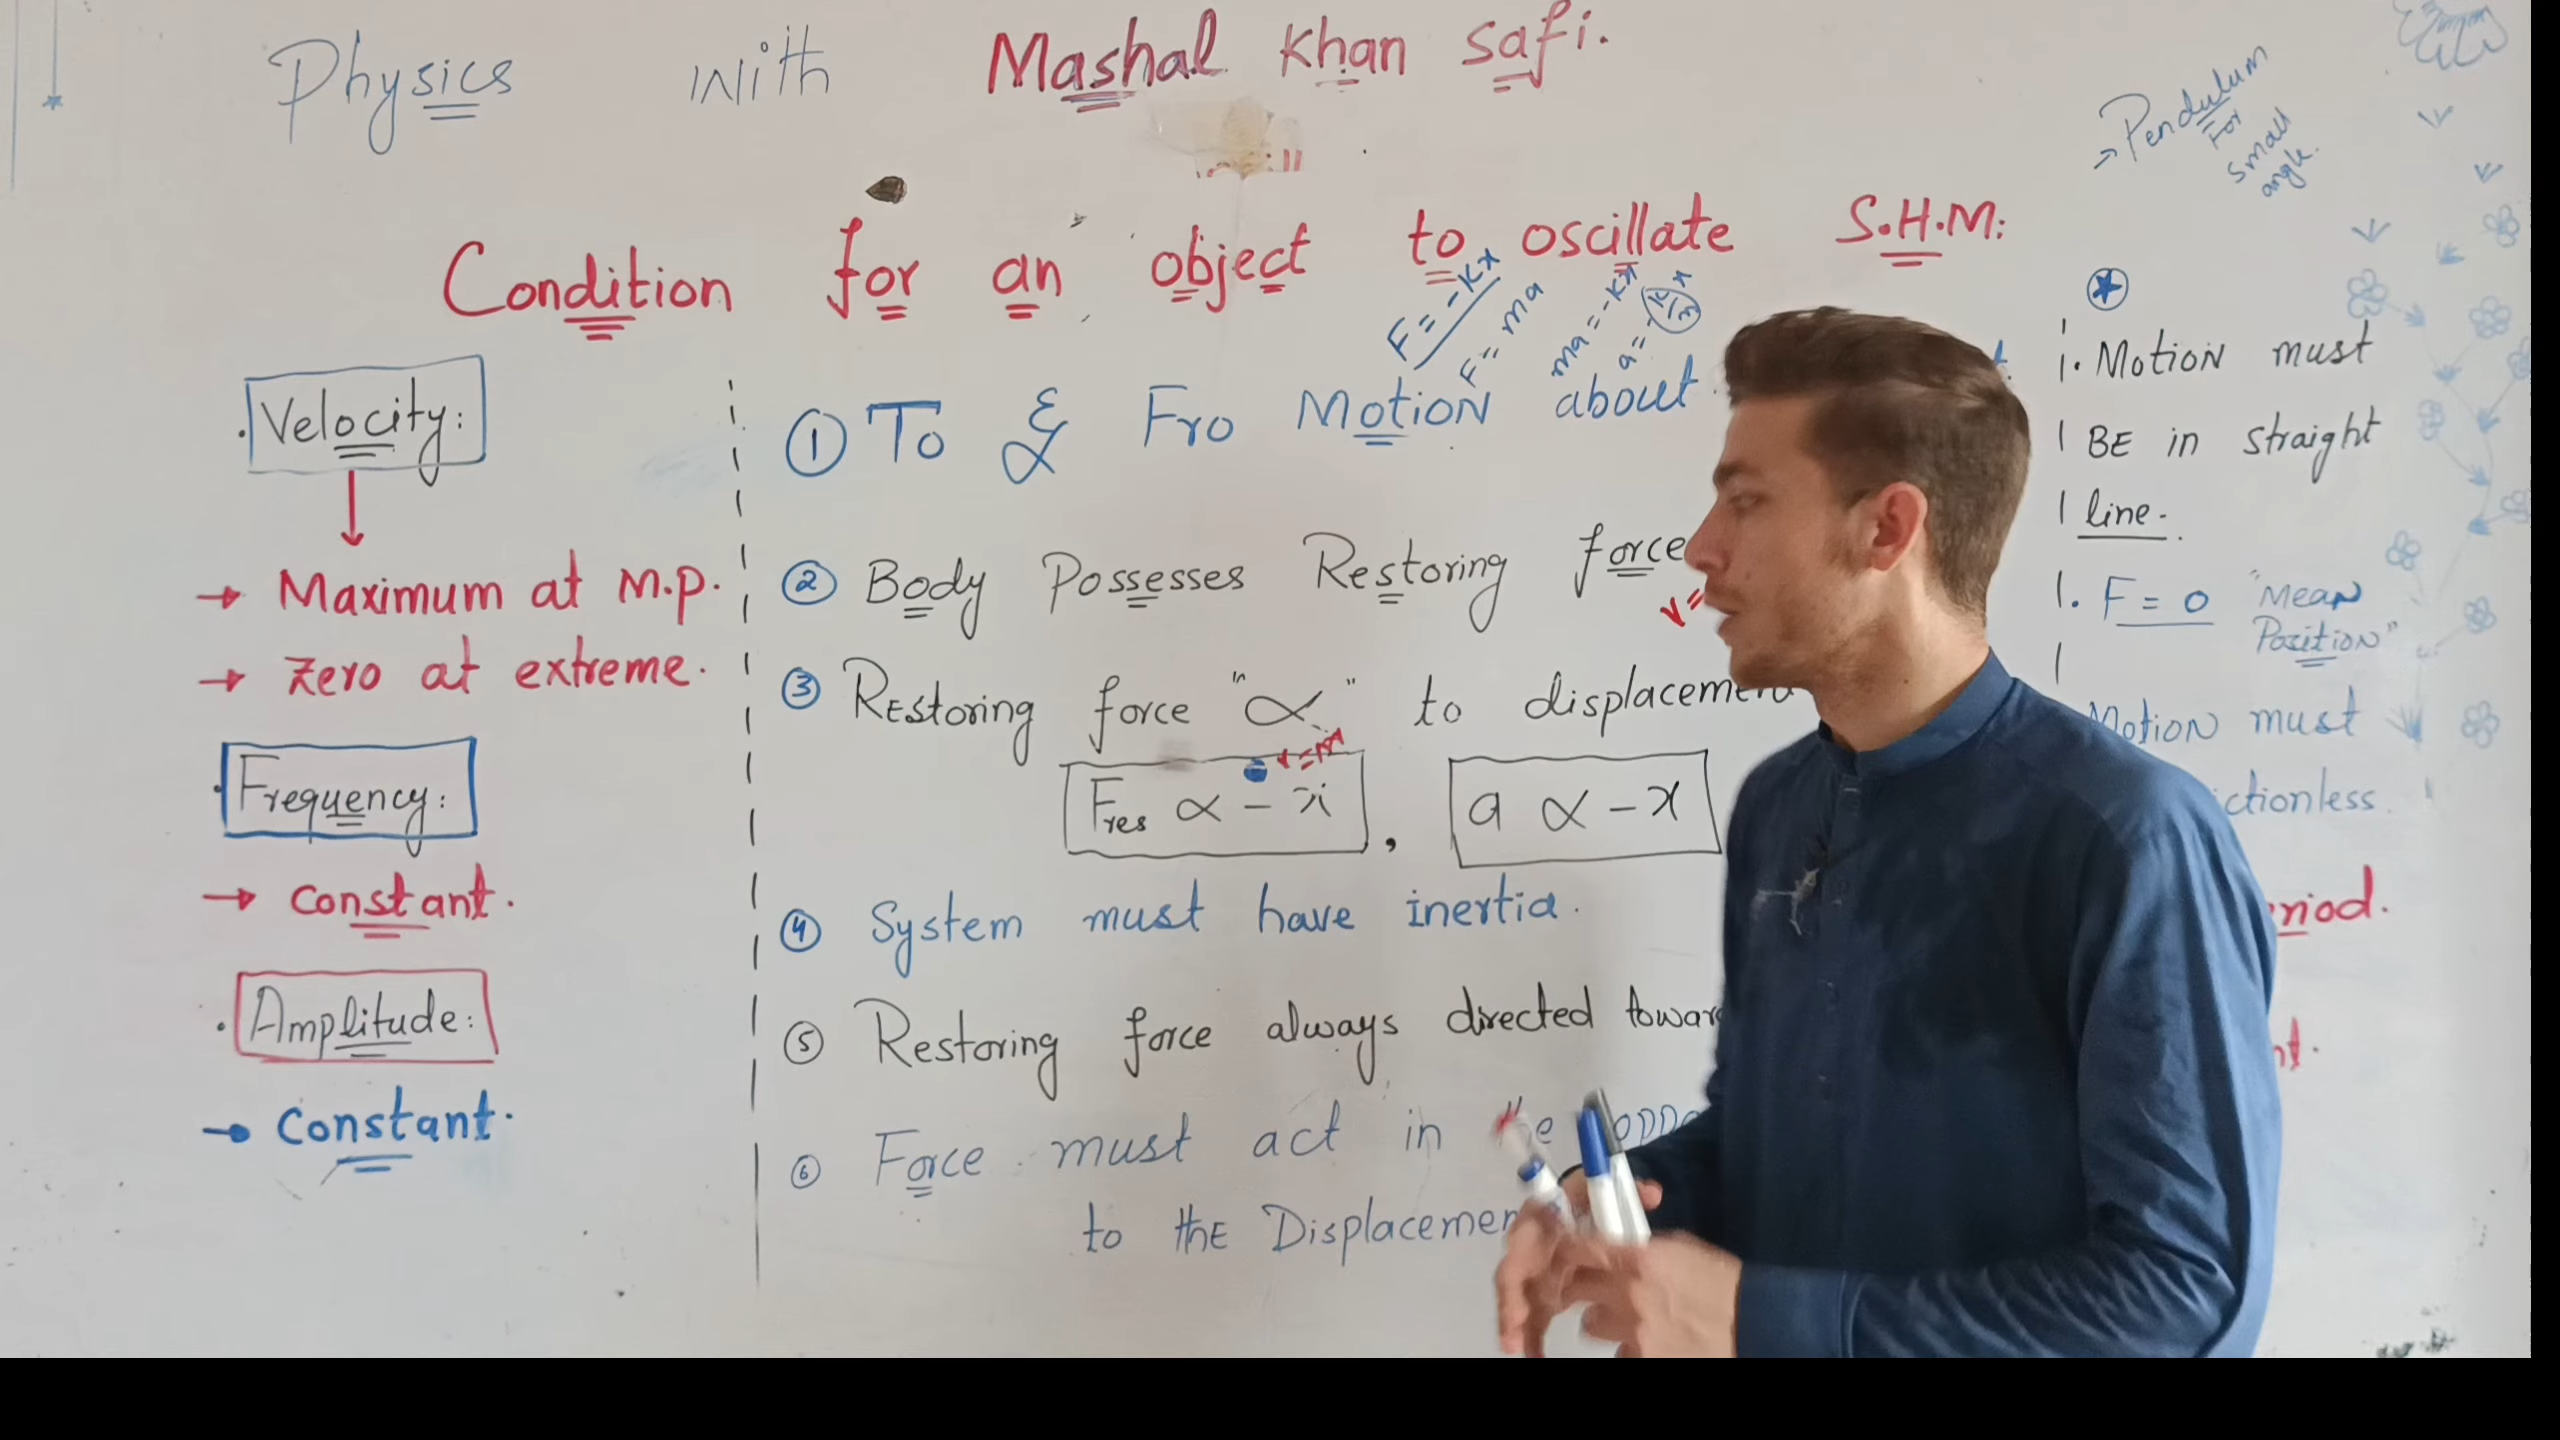 Physics with Mashal Khan Safi.
→ Pendulum
For
small
angle.
Condition for an object to oscillate S.H.M:
F = -Kx
F = ma
ma = -Kx
a = -K/m x
. Velocity:
→ Maximum at m.p.
→ Zero at extreme.
. Frequency:
→ Constant.
. Amplitude:
→ Constant.
① To & Fro Motion about
② Body Possesses Restoring force
v =
③ Restoring force "α" to displacement
Fres α - x , a α - x
④ System must have inertia.
⑤ Restoring force always directed towar
⑥ Force must act in the oppo
to the Displacemen
. Motion must
BE in straight
line.
. F = 0 "Mean
Position"
Motion must
ctionless.
riod.
nt.